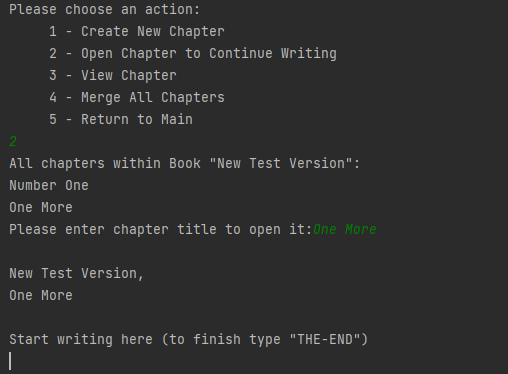 Please choose an action:
1 - Create New Chapter
2 - Open Chapter to Continue Writing
3 - View Chapter
4 - Merge All Chapters
5 - Return to Main
2
All chapters within Book "New Test Version":
Number One
One More
Please enter chapter title to open it:One More
New Test Version,
One More
Start writing here (to finish type "THE-END")